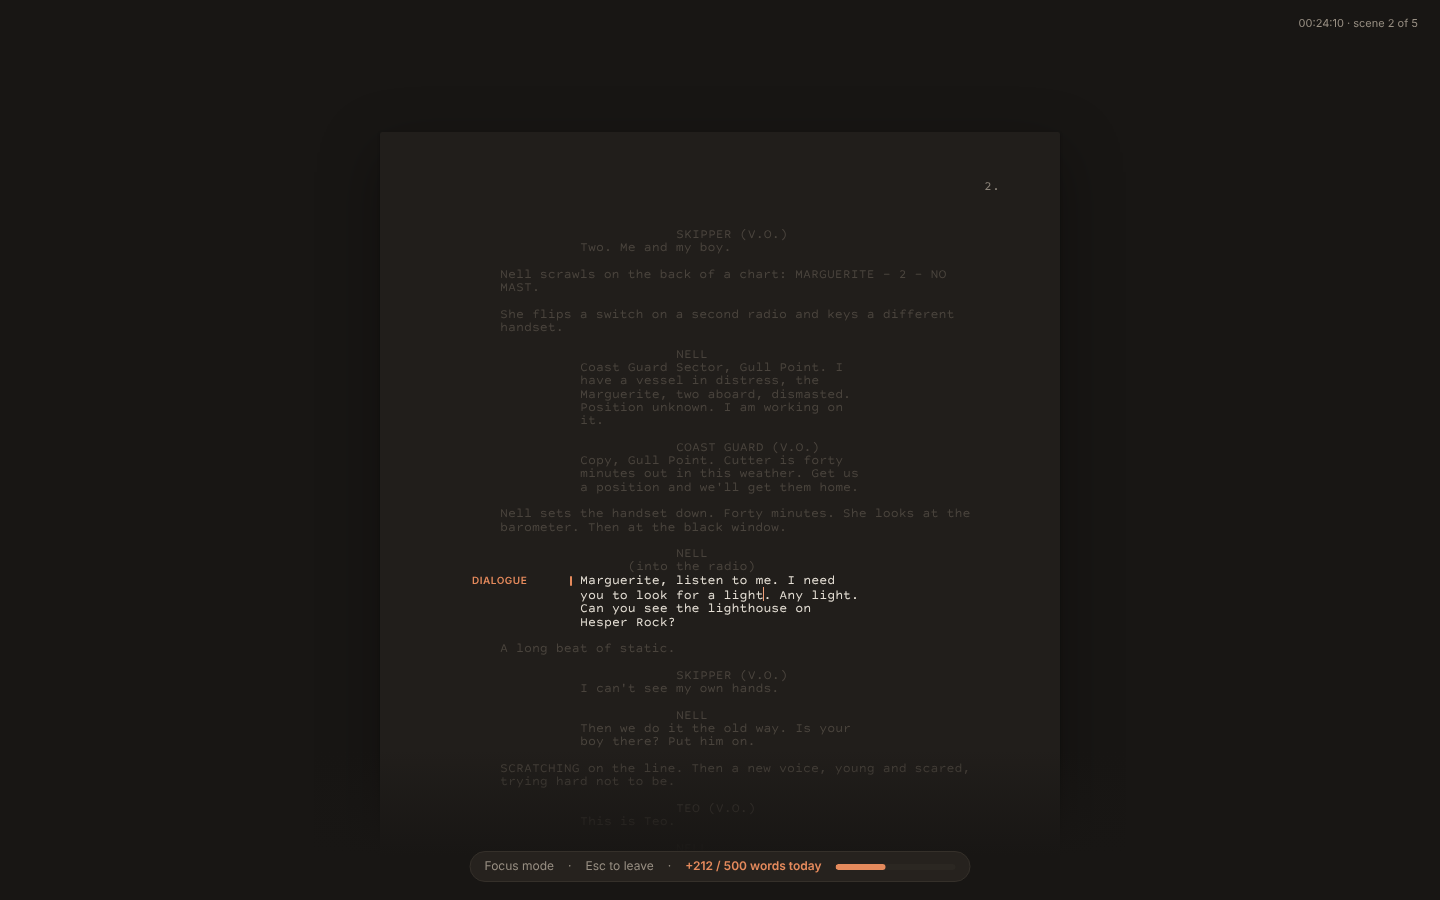 00:24:10 · scene 2 of 5
2.
SKIPPER (V.O.)
Two. Me and my boy.
Nell scrawls on the back of a chart: MARGUERITE – 2 – NO
MAST.
She flips a switch on a second radio and keys a different
handset.
NELL
Coast Guard Sector, Gull Point. I
have a vessel in distress, the
Marguerite, two aboard, dismasted.
Position unknown. I am working on
it.
COAST GUARD (V.O.)
Copy, Gull Point. Cutter is forty
minutes out in this weather. Get us
a position and we'll get them home.
Nell sets the handset down. Forty minutes. She looks at the
barometer. Then at the black window.
NELL
(into the radio)
DIALOGUE Marguerite, listen to me. I need
you to look for a light. Any light.
Can you see the lighthouse on
Hesper Rock?
A long beat of static.
SKIPPER (V.O.)
I can't see my own hands.
NELL
Then we do it the old way. Is your
boy there? Put him on.
SCRATCHING on the line. Then a new voice, young and scared,
trying hard not to be.
TEO (V.O.)
This is Teo.
Focus mode · Esc to leave · +212 / 500 words today